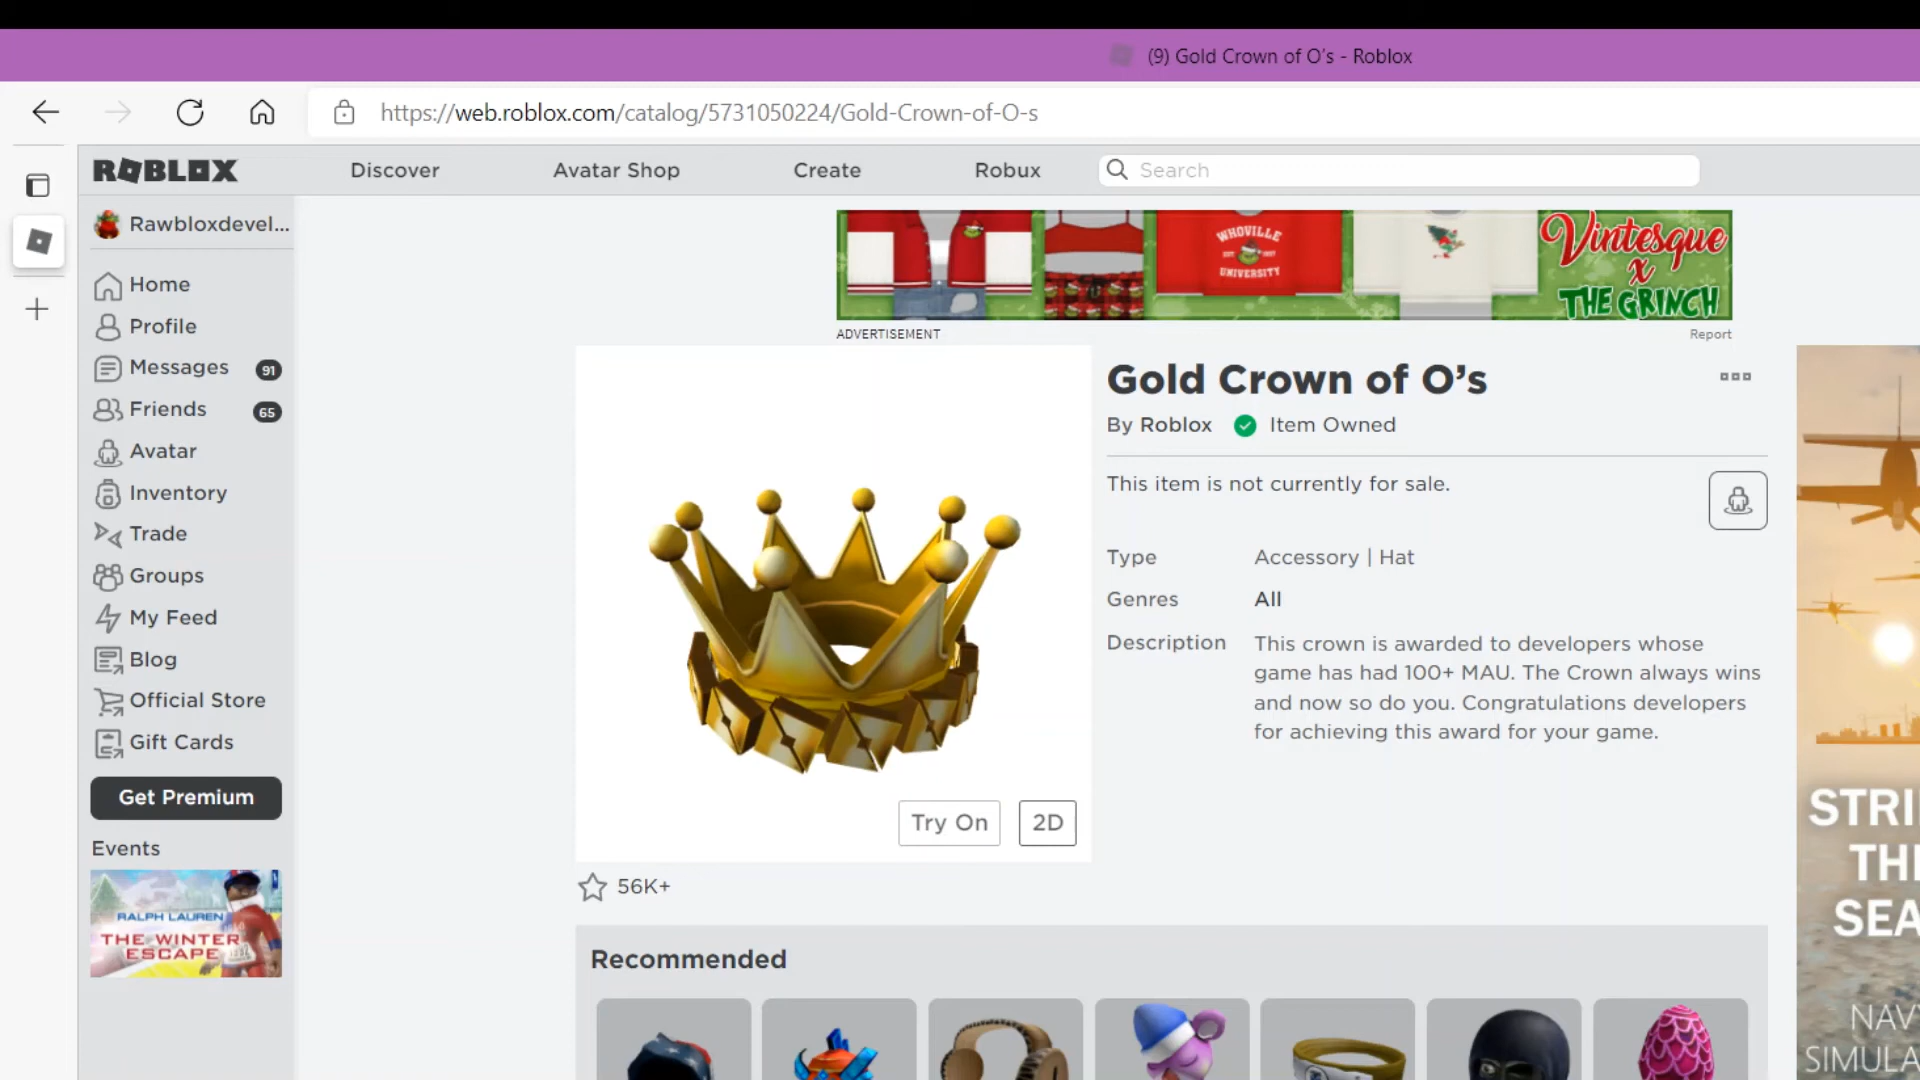 (9) Gold Crown of O's - Roblox
https://web.roblox.com/catalog/5731050224/Gold-Crown-of-O-s
ROBLOX
Discover
Avatar Shop
Create
Robux
Search
Rawbloxdevel...
Home
Profile
Messages 91
Friends 65
Avatar
Inventory
Trade
Groups
My Feed
Blog
Official Store
Gift Cards
Get Premium
Events
RALPH LAUREN
THE WINTER
ESCAPE
WHOVILLE
UNIVERSITY
Vintesque
x
THE GRINCH
ADVERTISEMENT
Report
Gold Crown of O’s
By Roblox Item Owned
This item is not currently for sale.
Type Accessory | Hat
Genres All
Description This crown is awarded to developers whose
game has had 100+ MAU. The Crown always wins
and now so do you. Congratulations developers
for achieving this award for your game.
Try On
2D
56K+
Recommended
STRI
TH
SEA
NAV
SIMULA